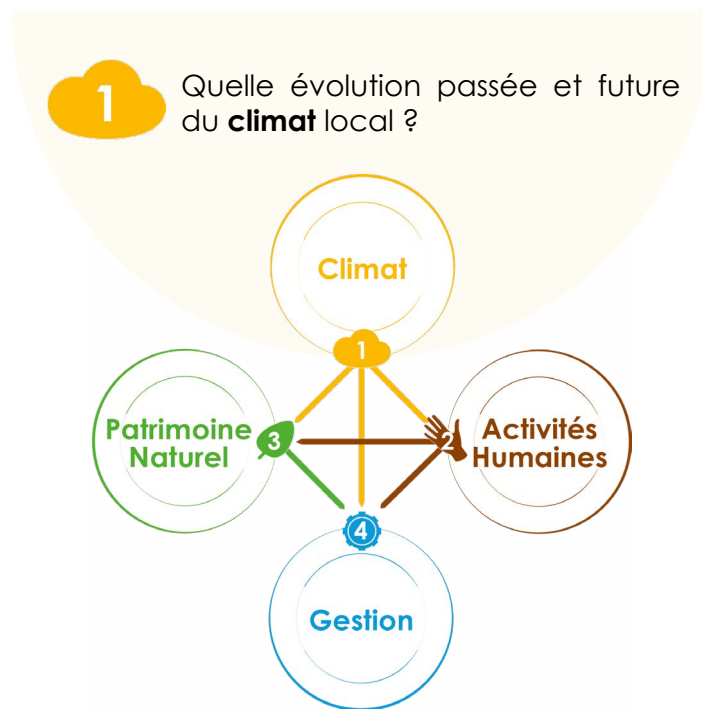 1
Quelle évolution passée et future
du climat local ?
Climat
1
Patrimoine
Naturel
3
2
Activités
Humaines
4
Gestion